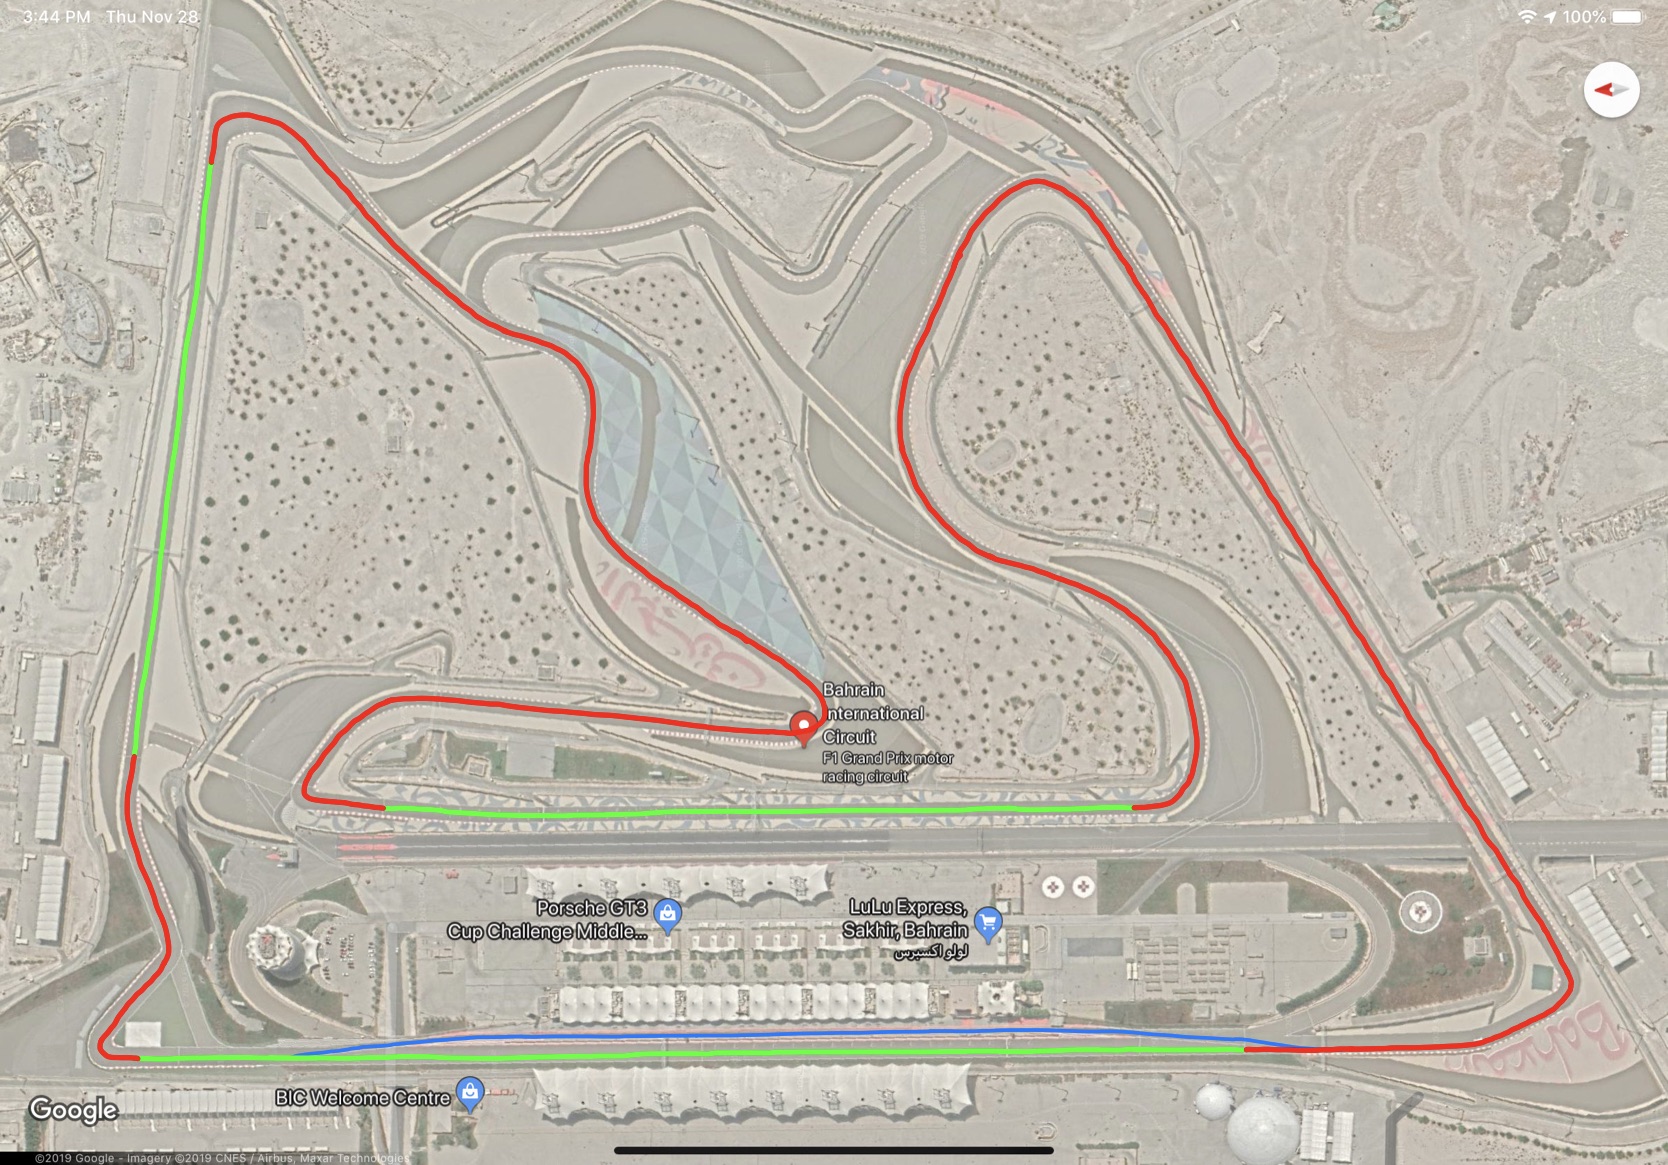 3:44 PM Thu Nov 28
100%
Bahrain
International
Circuit
F1 Grand Prix motor
racing circuit
Porsche GT3
Cup Challenge Middle...
LuLu Express,
Sakhir, Bahrain
لولو اكسبرس
BIC Welcome Centre
Google
©2019 Google - Imagery ©2019 CNES / Airbus, Maxar Technologies